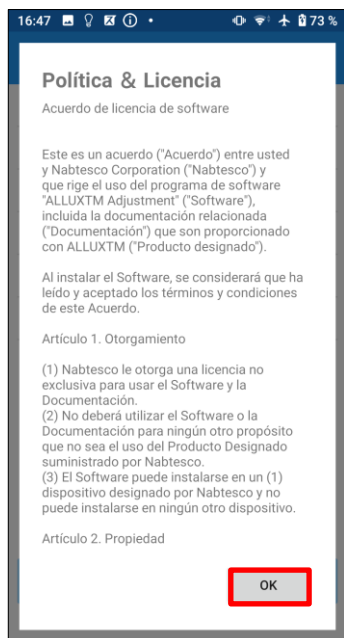 16:47
73 %
Política & Licencia
Acuerdo de licencia de software
Este es un acuerdo ("Acuerdo") entre usted
y Nabtesco Corporation ("Nabtesco") y
que rige el uso del programa de software
"ALLUXTM Adjustment" ("Software"),
incluida la documentación relacionada
("Documentación") que son proporcionado
con ALLUXTM ("Producto designado").
Al instalar el Software, se considerará que ha
leído y aceptado los términos y condiciones
de este Acuerdo.
Artículo 1. Otorgamiento
(1) Nabtesco le otorga una licencia no
exclusiva para usar el Software y la
Documentación.
(2) No deberá utilizar el Software o la
Documentación para ningún otro propósito
que no sea el uso del Producto Designado
suministrado por Nabtesco.
(3) El Software puede instalarse en un (1)
dispositivo designado por Nabtesco y no
puede instalarse en ningún otro dispositivo.
Artículo 2. Propiedad
OK